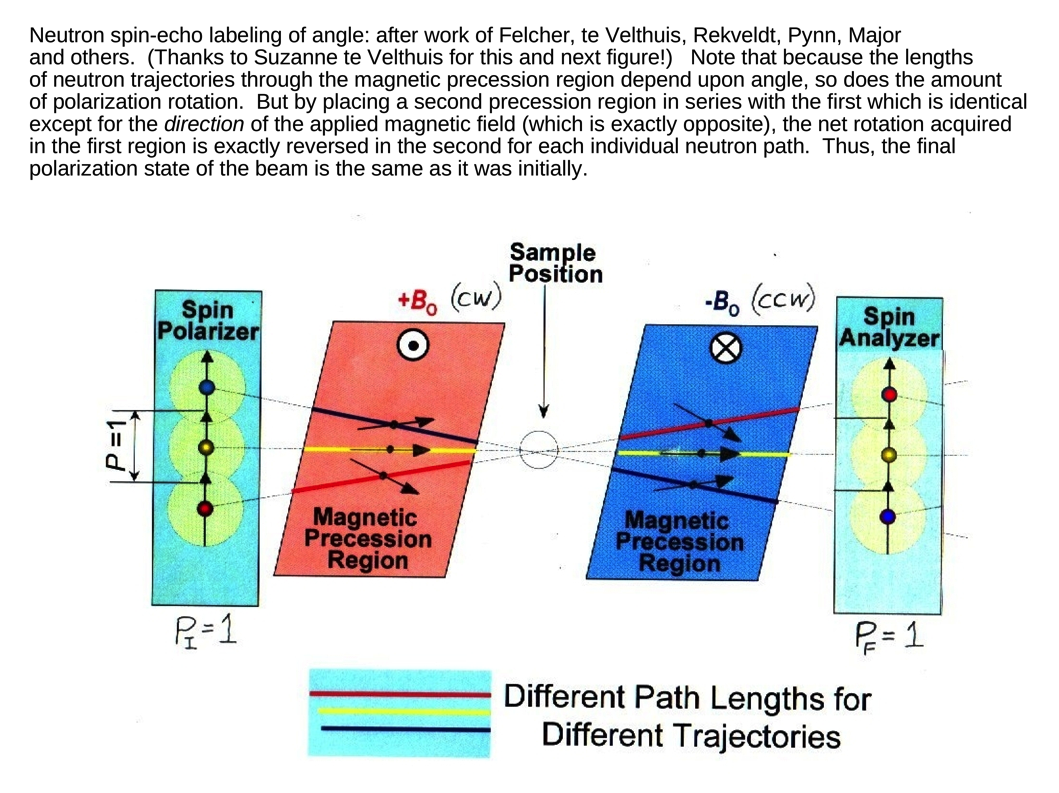 Neutron spin-echo labeling of angle: after work of Felcher, te Velthuis, Rekveldt, Pynn, Major
and others.  (Thanks to Suzanne te Velthuis for this and next figure!)   Note that because the lengths
of neutron trajectories through the magnetic precession region depend upon angle, so does the amount
of polarization rotation.  But by placing a second precession region in series with the first which is identical
except for the direction of the applied magnetic field (which is exactly opposite), the net rotation acquired
in the first region is exactly reversed in the second for each individual neutron path.  Thus, the final
polarization state of the beam is the same as it was initially.
Sample
Position
+B0 (CW)
-B0 (CCW)
Spin
Polarizer
Spin
Analyzer
P=1
Magnetic
Precession
Region
Magnetic
Precession
Region
PI=1
PF=1
Different Path Lengths for
Different Trajectories